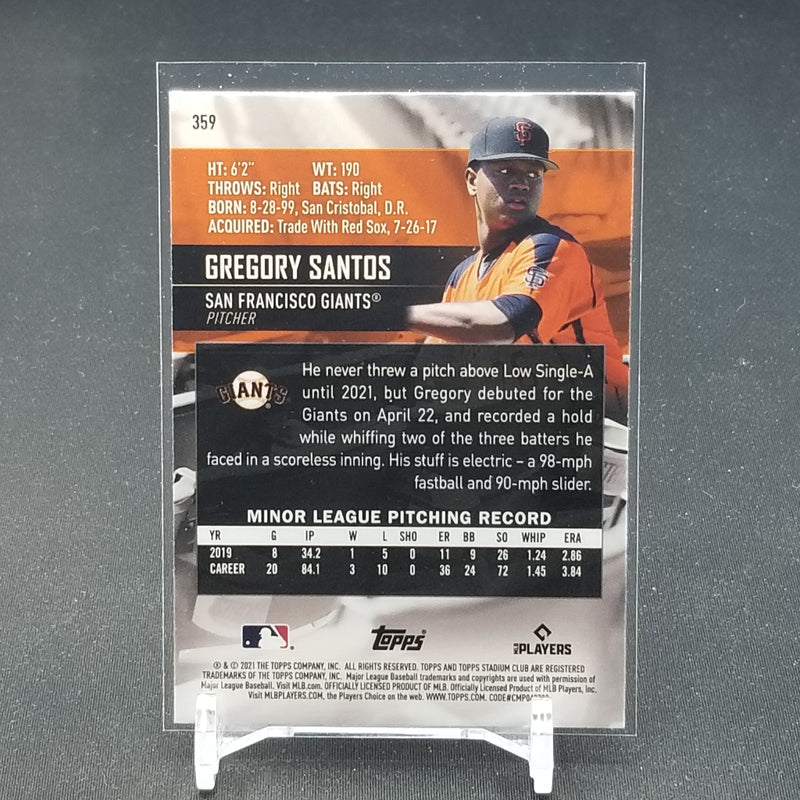 359
HT: 6'2" WT: 190
THROWS: Right BATS: Right
BORN: 8-28-99, San Cristobal, D.R.
ACQUIRED: Trade With Red Sox, 7-26-17
GREGORY SANTOS
SAN FRANCISCO GIANTS®
PITCHER
SF
SF
GIANTS
He never threw a pitch above Low Single-A
until 2021, but Gregory debuted for the
Giants on April 22, and recorded a hold
while whiffing two of the three batters he
faced in a scoreless inning. His stuff is electric – a 98-mph
fastball and 90-mph slider.
MINOR LEAGUE PITCHING RECORD
YR G IP W L SHO ER BB SO WHIP ERA
2019 8 34.2 1 5 0 11 9 26 1.24 2.86
CAREER 20 84.1 3 10 0 36 24 72 1.45 3.84
topps
MLB PLAYERS
® & © 2021 THE TOPPS COMPANY, INC. ALL RIGHTS RESERVED. TOPPS AND TOPPS STADIUM CLUB ARE REGISTERED
TRADEMARKS OF THE TOPPS COMPANY, INC. Major League Baseball trademarks and copyrights are used with permission of
Major League Baseball. Visit MLB.com. OFFICIALLY LICENSED PRODUCT OF MLB. Officially Licensed Product of MLB Players, Inc.
Visit MLBPLAYERS.com, the Players Choice on the web. WWW.TOPPS.COM.